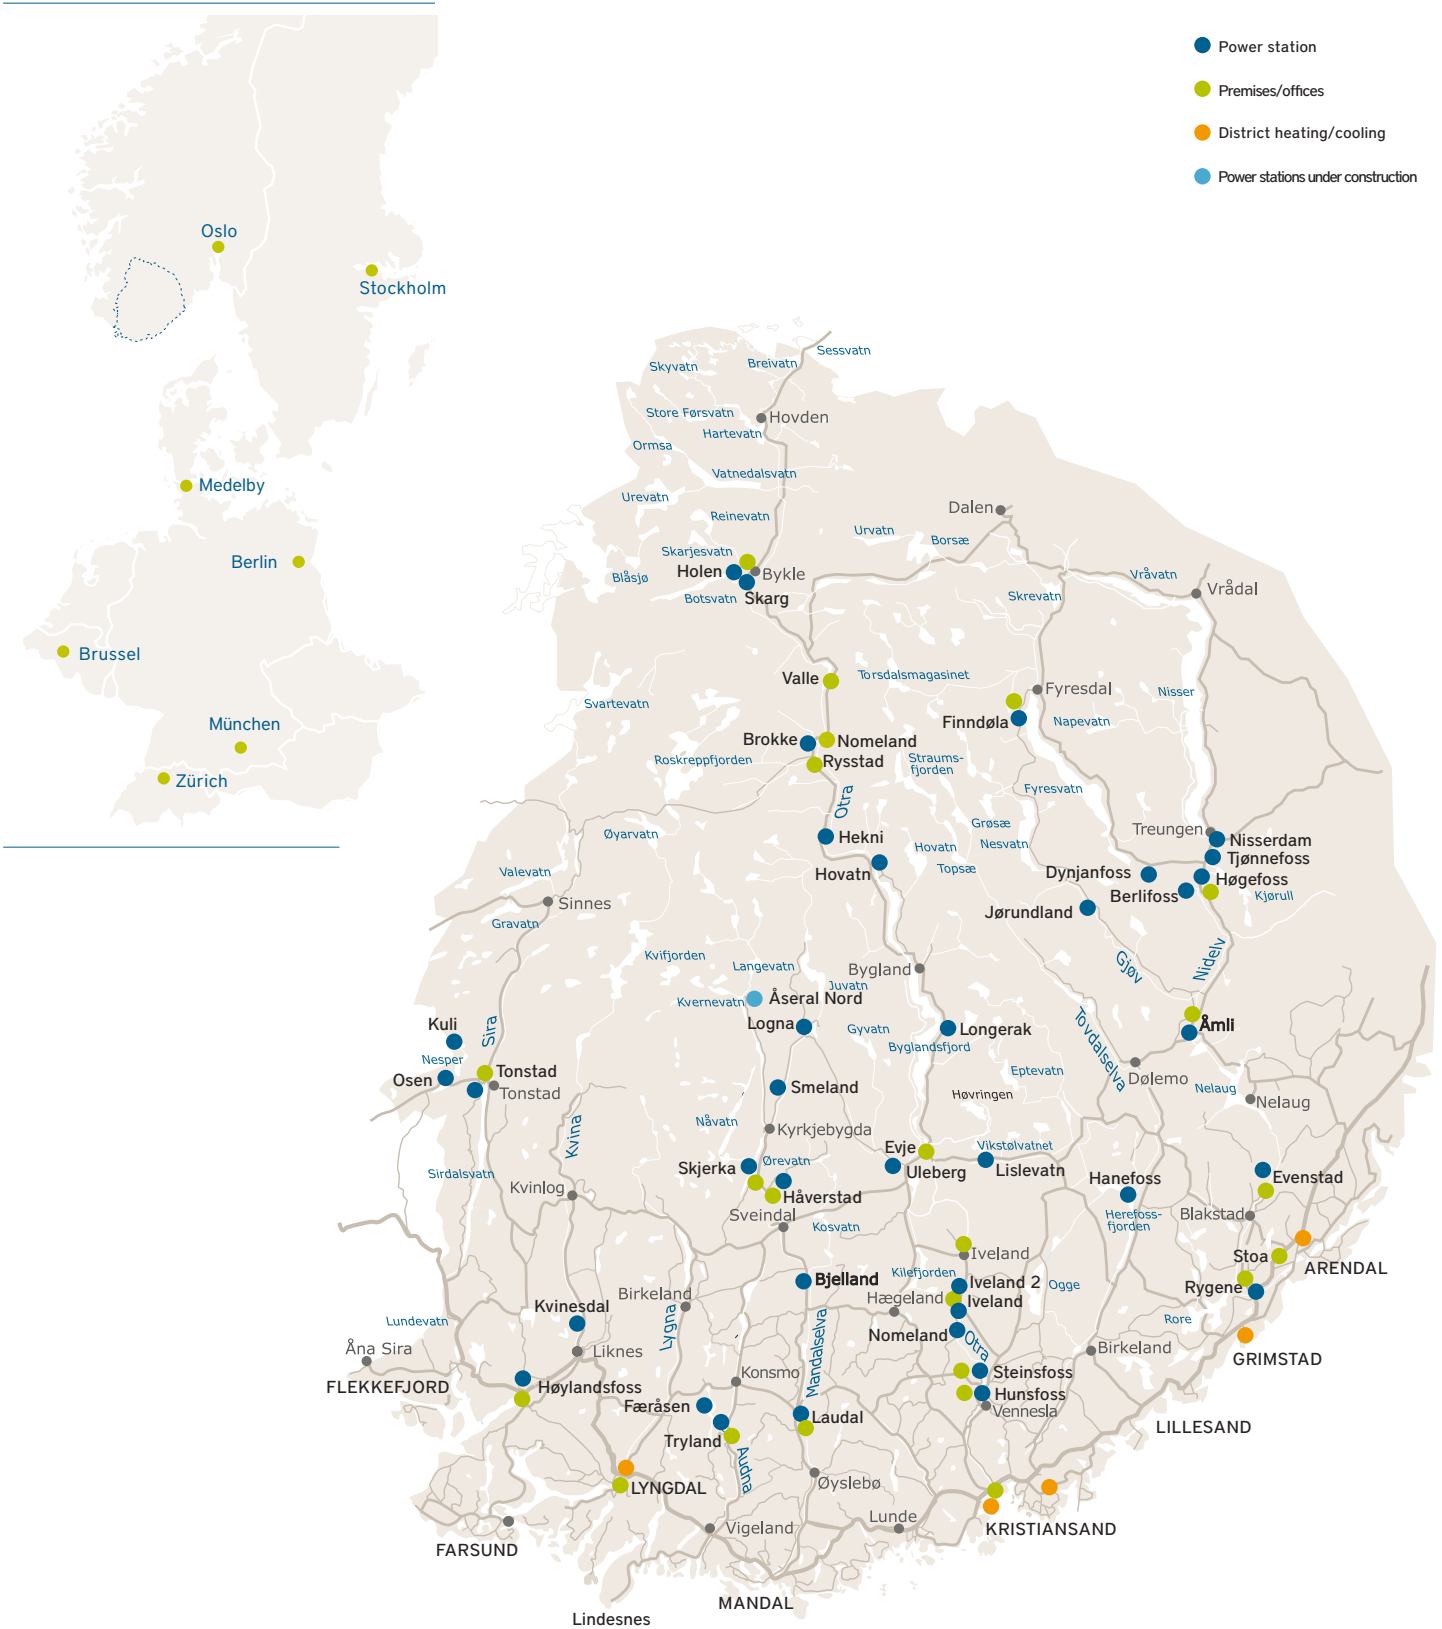 Power station
Premises/offices
District heating/cooling
Power stations under construction
Oslo
Stockholm
Medelby
Berlin
Brussel
München
Zürich
Sessvatn
Breivatn
Skyvatn
Store Førsvatn
Hovden
Hartevatn
Ormsa
Vatnedalsvatn
Urevatn
Reinevatn
Dalen
Urvatn
Borsæ
Skarjesvatn
Holen
Bykle
Blåsjø
Botsvatn
Skarg
Vråvatn
Vrådal
Skrevatn
Valle
Torsdalsmagasinet
Fyresdal
Nisser
Svartevatn
Finndøla
Napevatn
Brokke
Nomeland
Rysstad
Roskreppfjorden
Straums-
fjorden
Fyresvatn
Otra
Øyarvatn
Hekni
Grøsæ
Nesvatn
Hovatn
Topsæ
Hovatn
Treungen
Nisserdam
Tjønnefoss
Høgefoss
Dynjanfoss
Berlifoss
Kjørull
Jørundland
Valevatn
Sinnes
Gravatn
Kvifjorden
Langevatn
Bygland
Gjøv
Nidelv
Juvatn
Kvernevatn
Åseral Nord
Logna
Gyvatn
Byglandsfjord
Longerak
Tovdalselva
Åmli
Kuli
Sira
Nesper
Osen
Tonstad
Tonstad
Smeland
Eptevatn
Høvringen
Dølemo
Nelaug
Nelaug
Nåvatn
Kyrkjebygda
Kvina
Evje
Vikstølvatnet
Uleberg
Lislevatn
Skjerka
Ørevatn
Håverstad
Sirdalsvatn
Kvinlog
Sveindal
Kosvatn
Hanefoss
Herefoss-
fjorden
Evenstad
Blakstad
Iveland
Stoa
ARENDAL
Kilefjorden
Iveland 2
Ogge
Rygene
Bjelland
Birkeland
Hægeland
Iveland
Kvinesdal
Lundevatn
Lygna
Nomeland
Otra
Rore
Åna Sira
Liknes
Mandalselva
Birkeland
GRIMSTAD
FLEKKEFJORD
Høylandsfoss
Konsmo
Steinsfoss
Hunsfoss
Vennesla
Færåsen
Laudal
LILLESAND
Tryland
Audna
LYNGDAL
Øyslebø
Vigeland
Lunde
KRISTIANSAND
FARSUND
MANDAL
Lindesnes